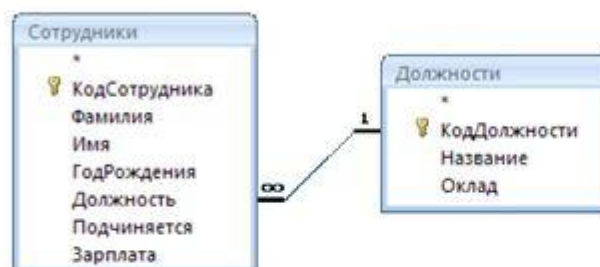 Сотрудники
*
КодСотрудника
Фамилия
Имя
ГодРождения
Должность
Подчиняется
Зарплата
∞
1
Должности
*
КодДолжности
Название
Оклад